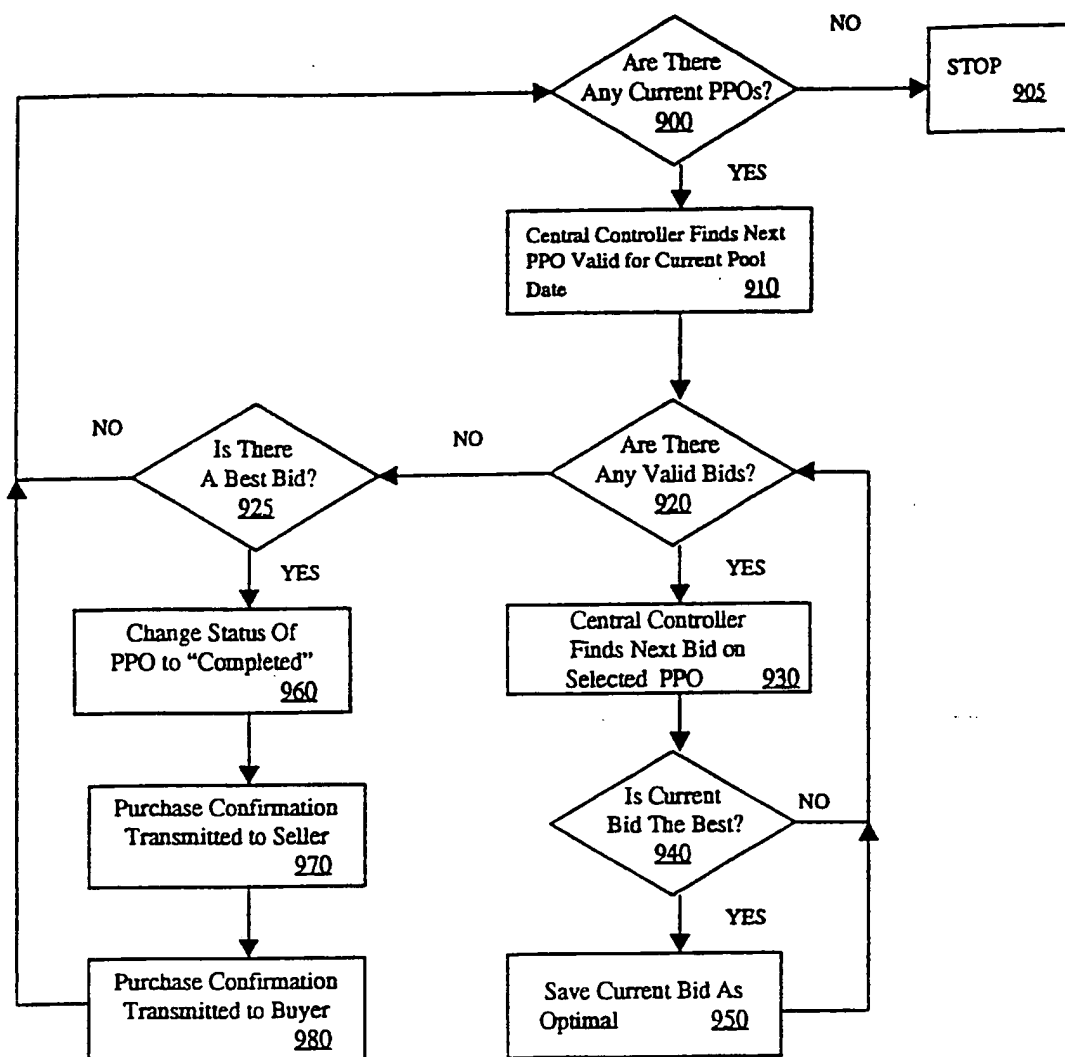 NO
Are There
Any Current PPOs?
900
STOP
905
YES
Central Controller Finds Next
PPO Valid for Current Pool
Date 910
NO
Is There
A Best Bid?
925
NO
Are There
Any Valid Bids?
920
YES
YES
Change Status Of
PPO to “Completed”
960
Central Controller
Finds Next Bid on
Selected PPO 930
Purchase Confirmation
Transmitted to Seller
970
Is Current
Bid The Best?
940
NO
YES
Purchase Confirmation
Transmitted to Buyer
980
Save Current Bid As
Optimal 950